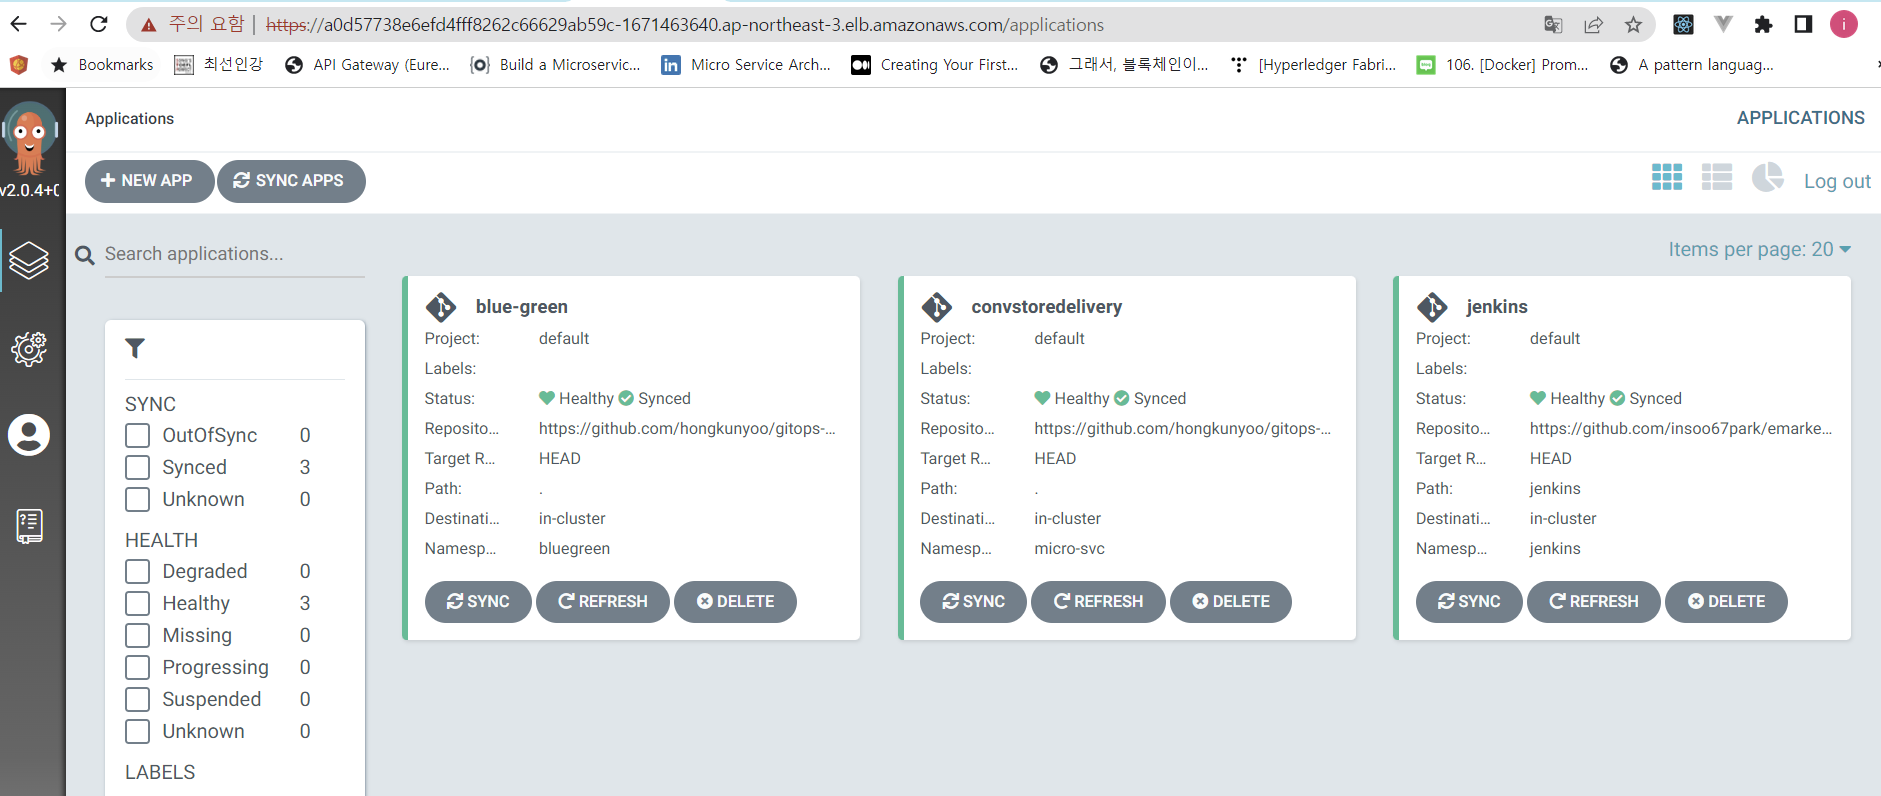 주의 요함 | https://a0d57738e6efd4fff8262c66629ab59c-1671463640.ap-northeast-3.elb.amazonaws.com/applications
i
Bookmarks 최선인강 API Gateway (Eure... Build a Microservic... Micro Service Arch... Creating Your First... 그래서, 블록체인이... [Hyperledger Fabri... 106. [Docker] Prom... A pattern languag...
Applications APPLICATIONS
NEW APP SYNC APPS Log out
v2.0.4+
Search applications... Items per page: 20
SYNC
OutOfSync 0
Synced 3
Unknown 0
HEALTH
Degraded 0
Healthy 3
Missing 0
Progressing 0
Suspended 0
Unknown 0
LABELS
blue-green
Project: default
Labels:
Status: Healthy Synced
Reposito... https://github.com/hongkunyoo/gitops-...
Target R... HEAD
Path: .
Destinati... in-cluster
Namesp... bluegreen
SYNC REFRESH DELETE
convstoredelivery
Project: default
Labels:
Status: Healthy Synced
Reposito... https://github.com/hongkunyoo/gitops-...
Target R... HEAD
Path: .
Destinati... in-cluster
Namesp... micro-svc
SYNC REFRESH DELETE
jenkins
Project: default
Labels:
Status: Healthy Synced
Reposito... https://github.com/insoo67park/emarke...
Target R... HEAD
Path: jenkins
Destinati... in-cluster
Namesp... jenkins
SYNC REFRESH DELETE